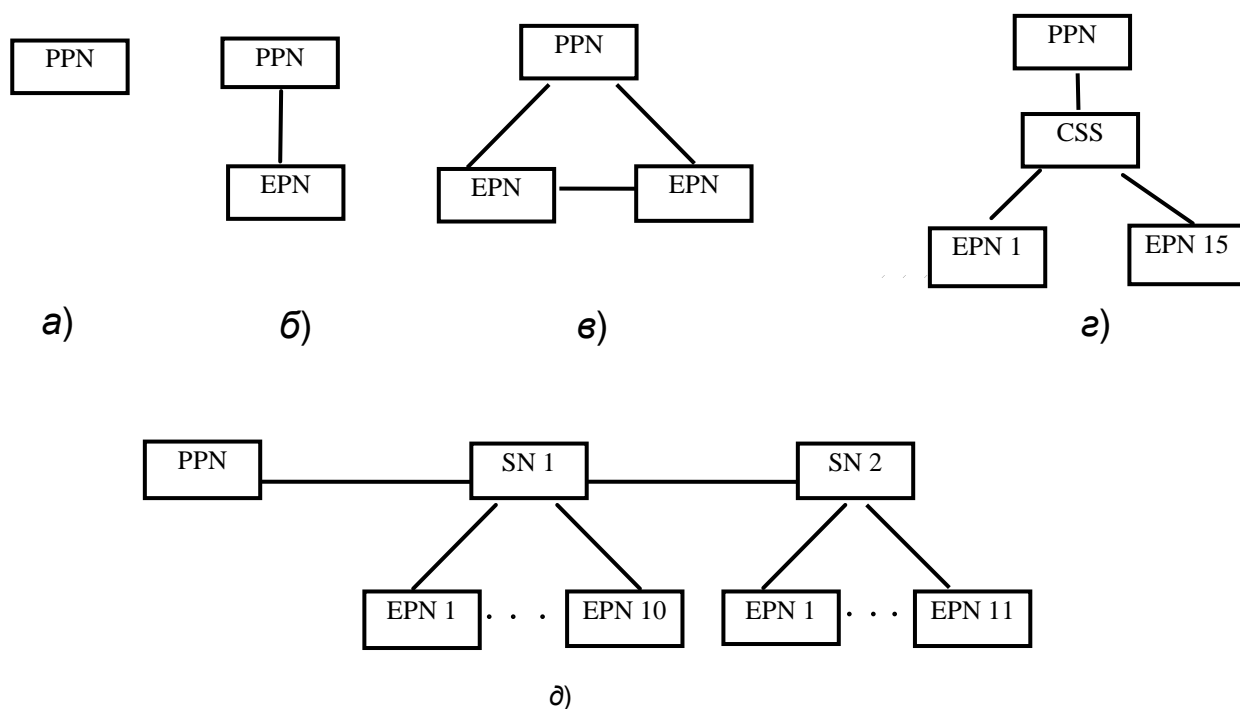 PPN
PPN
EPN
PPN
EPN
EPN
PPN
CSS
EPN 1
EPN 15
а)
б)
в)
г)
PPN
SN 1
SN 2
EPN 1
. . .
EPN 10
EPN 1
. . .
EPN 11
д)